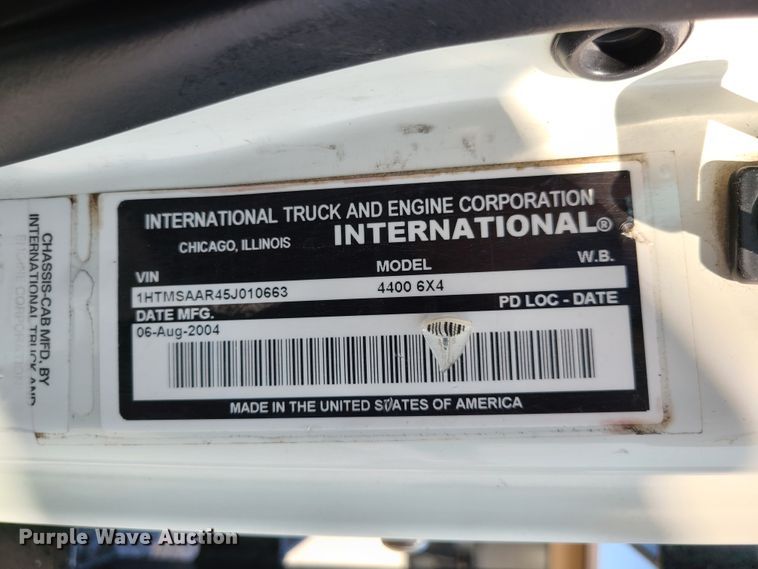 CHASSIS-CAB MFD. BY
INTERNATIONAL TRUCK AND
INTERNATIONAL TRUCK AND ENGINE CORPORATION
CHICAGO, ILLINOIS
INTERNATIONAL®
VIN
MODEL
W.B.
1HTMSAAR45J010663
4400 6X4
DATE MFG.
PD LOC - DATE
06-Aug-2004
MADE IN THE UNITED STATES OF AMERICA
Purple Wave Auction